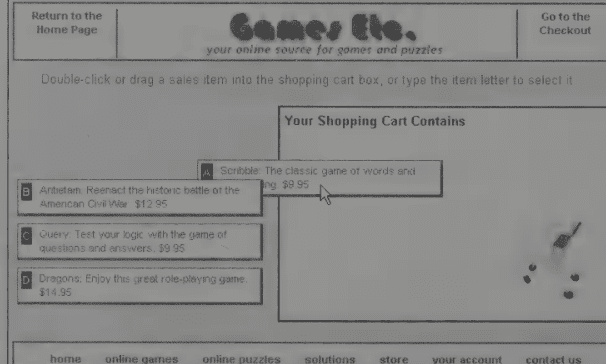 Return to the
Home Page
Games Etc.
your online source for games and puzzles
Go to the
Checkout
Double-click or drag a sales item into the shopping cart box, or type the item letter to select it
Your Shopping Cart Contains
A Scribble: The classic game of words and
ing. $9.95
B Antietam: Reenact the historic battle of the
American Civil War. $12.95
C Query: Test your logic with the game of
questions and answers. $9.95
D Dragons: Enjoy this great role-playing game.
$14.95
home online games online puzzles solutions store your account contact us